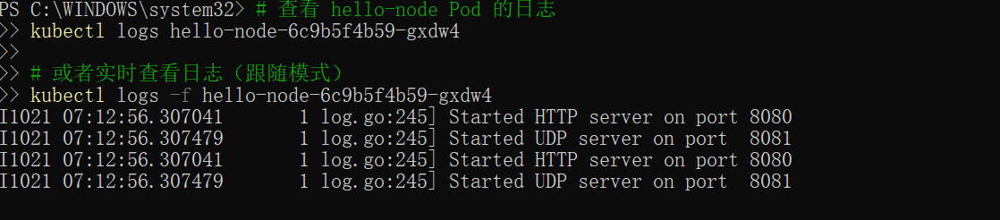 PS C:\WINDOWS\system32> # 查看 hello-node Pod 的日志
>> kubectl logs hello-node-6c9b5f4b59-gxdw4
>>
>> # 或者实时查看日志（跟随模式）
>> kubectl logs -f hello-node-6c9b5f4b59-gxdw4
I1021 07:12:56.307041       1 log.go:245] Started HTTP server on port 8080
I1021 07:12:56.307479       1 log.go:245] Started UDP server on port  8081
I1021 07:12:56.307041       1 log.go:245] Started HTTP server on port 8080
I1021 07:12:56.307479       1 log.go:245] Started UDP server on port  8081